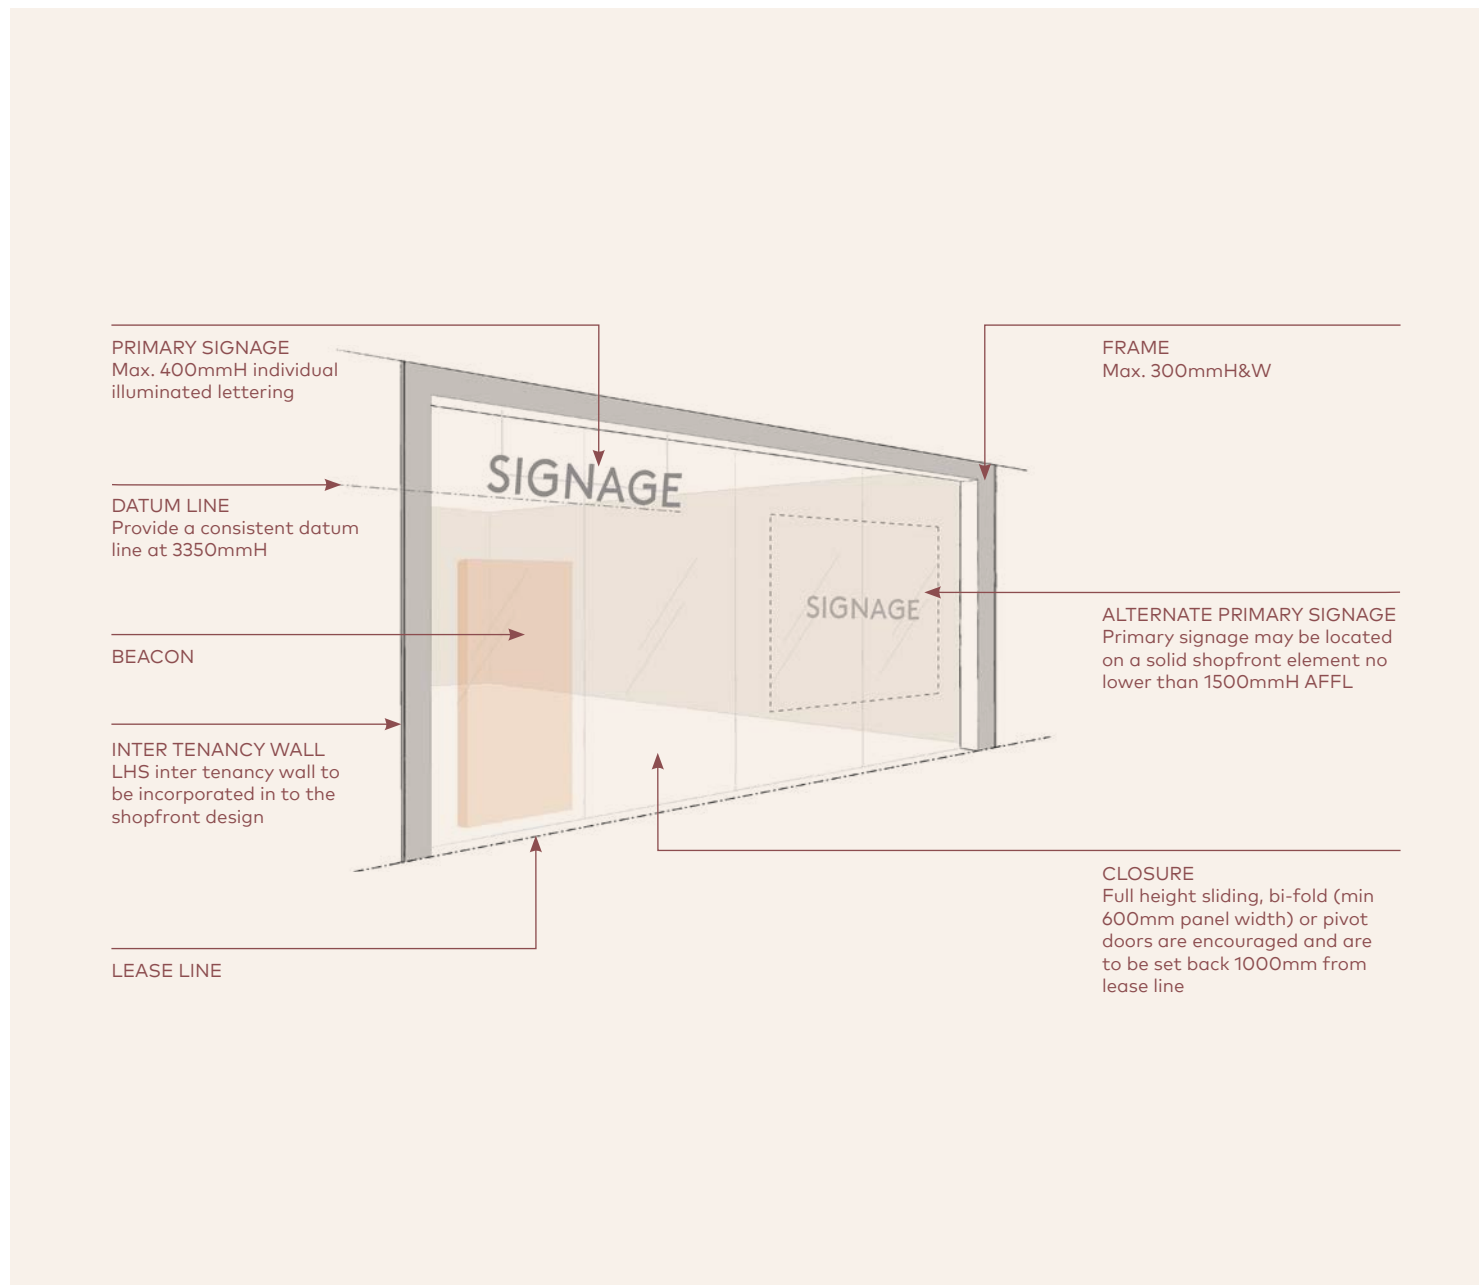 PRIMARY SIGNAGE
Max. 400mmH individual
illuminated lettering
DATUM LINE
Provide a consistent datum
line at 3350mmH
BEACON
INTER TENANCY WALL
LHS inter tenancy wall to
be incorporated in to the
shopfront design
LEASE LINE
SIGNAGE
SIGNAGE
FRAME
Max. 300mmH&W
ALTERNATE PRIMARY SIGNAGE
Primary signage may be located
on a solid shopfront element no
lower than 1500mmH AFFL
CLOSURE
Full height sliding, bi-fold (min
600mm panel width) or pivot
doors are encouraged and are
to be set back 1000mm from
lease line